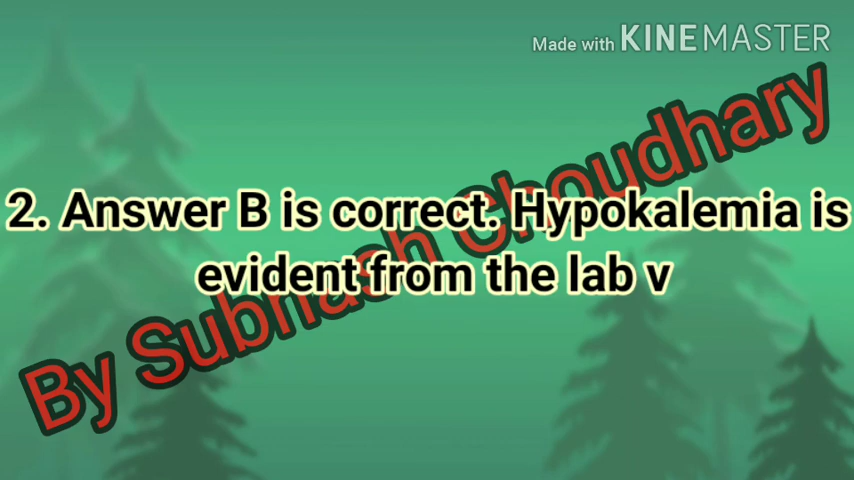 Made with KINEMASTER
2. Answer B is correct. Hypokalemia is
evident from the lab v
By Subhash Choudhary